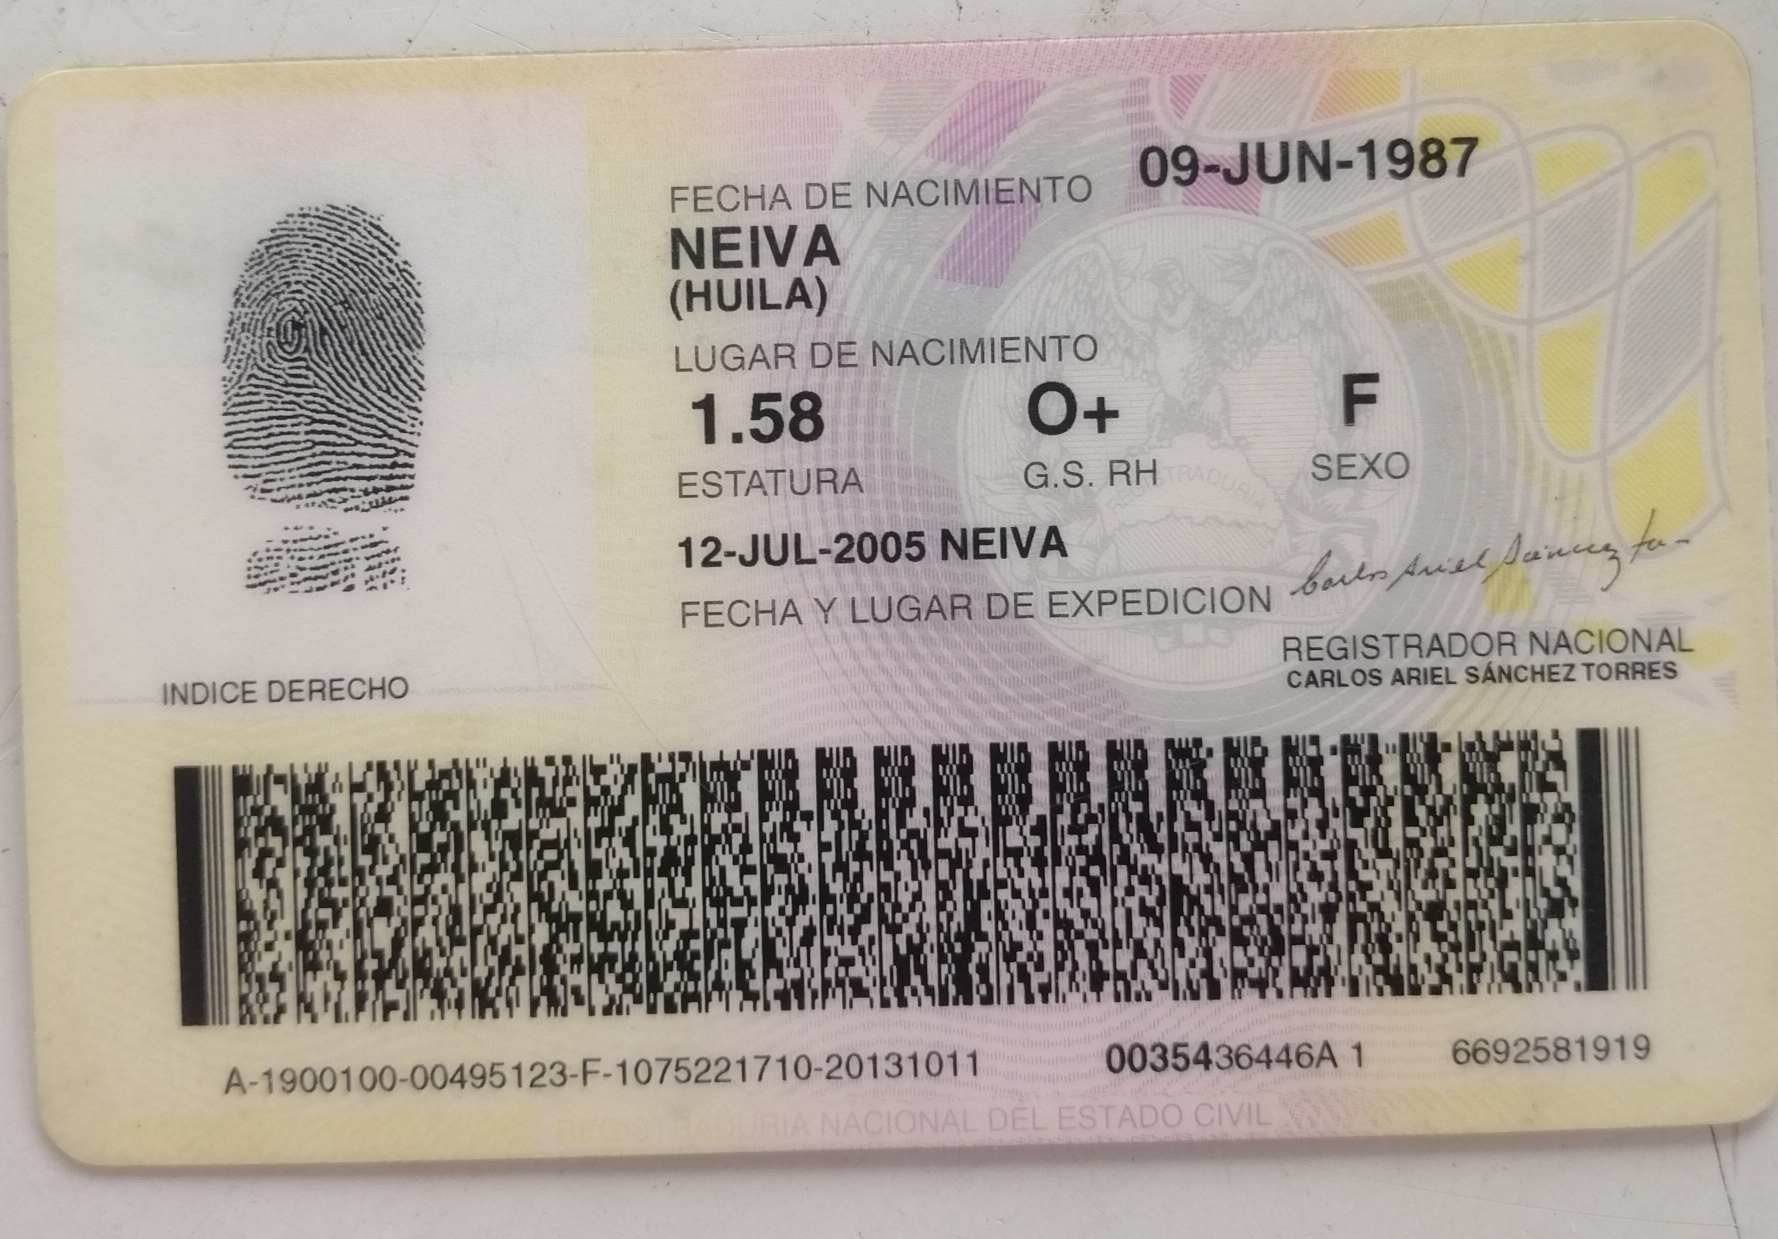 09-JUN-1987
FECHA DE NACIMIENTO
NEIVA
(HUILA)
LUGAR DE NACIMIENTO
1.58 O+ F
ESTATURA G.S. RH SEXO
12-JUL-2005 NEIVA
FECHA Y LUGAR DE EXPEDICION
Carlos Ariel Sánchez
REGISTRADOR NACIONAL
CARLOS ARIEL SÁNCHEZ TORRES
INDICE DERECHO
A-1900100-00495123-F-1075221710-20131011 0035436446A 1 6692581919
REGISTRADURIA NACIONAL DEL ESTADO CIVIL